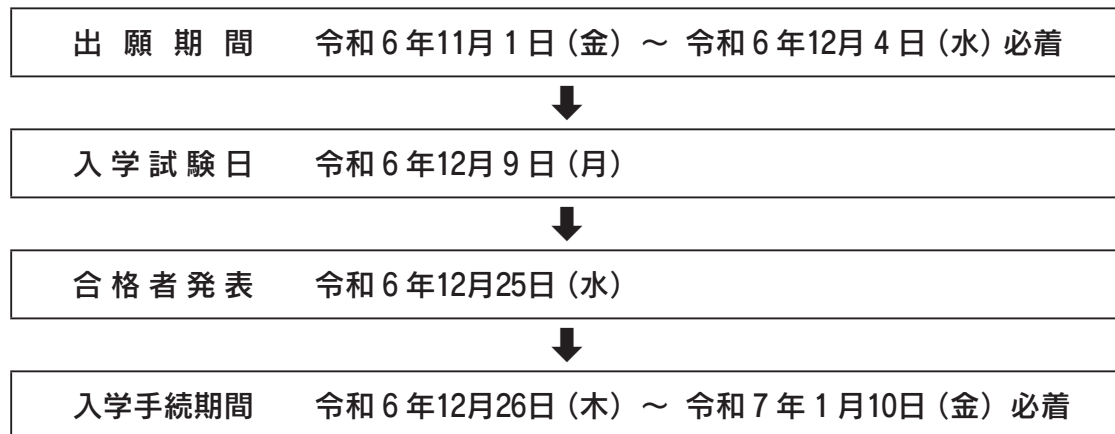 出願期間　令和6年11月1日（金）～ 令和6年12月4日（水）必着
入学試験日　令和6年12月9日（月）
合格者発表　令和6年12月25日（水）
入学手続期間　令和6年12月26日（木）～ 令和7年1月10日（金）必着